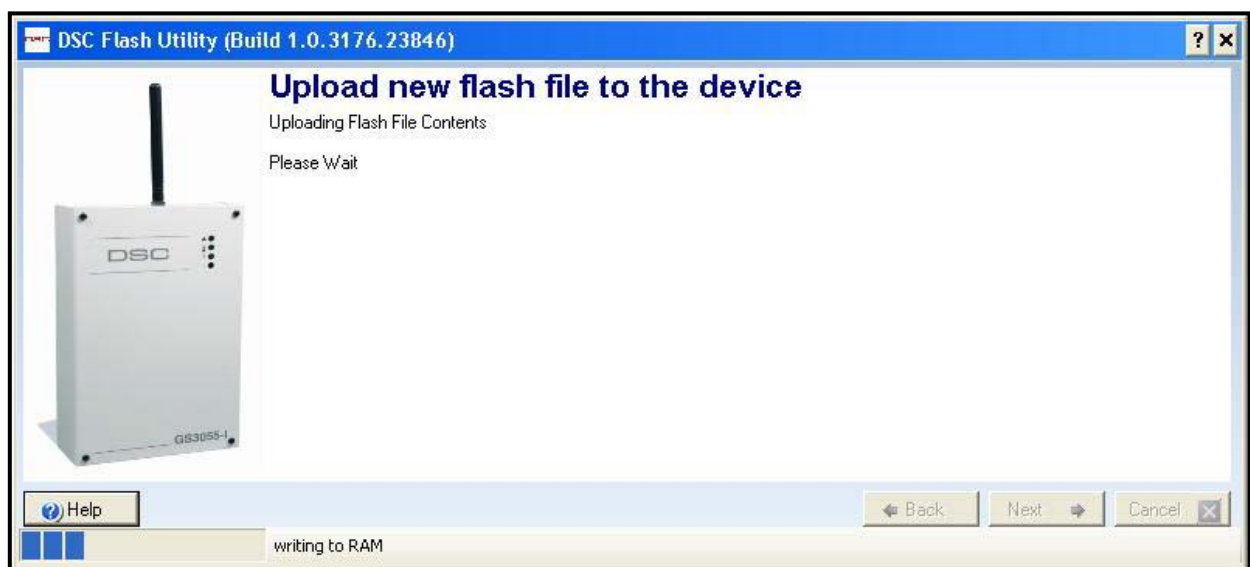 DSC Flash Utility (Build 1.0.3176.23846)
Upload new flash file to the device
Uploading Flash File Contents
Please Wait
DSC
GS3055-I
Help
Back
Next
Cancel
writing to RAM